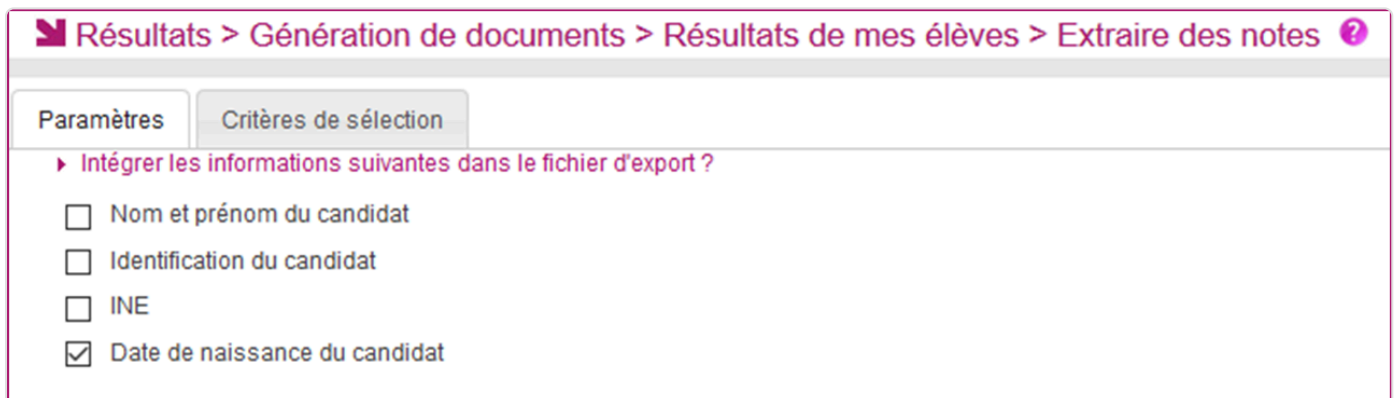 Résultats > Génération de documents > Résultats de mes élèves > Extraire des notes ?
Paramètres Critères de sélection
Intégrer les informations suivantes dans le fichier d'export ?
Nom et prénom du candidat
Identification du candidat
INE
Date de naissance du candidat